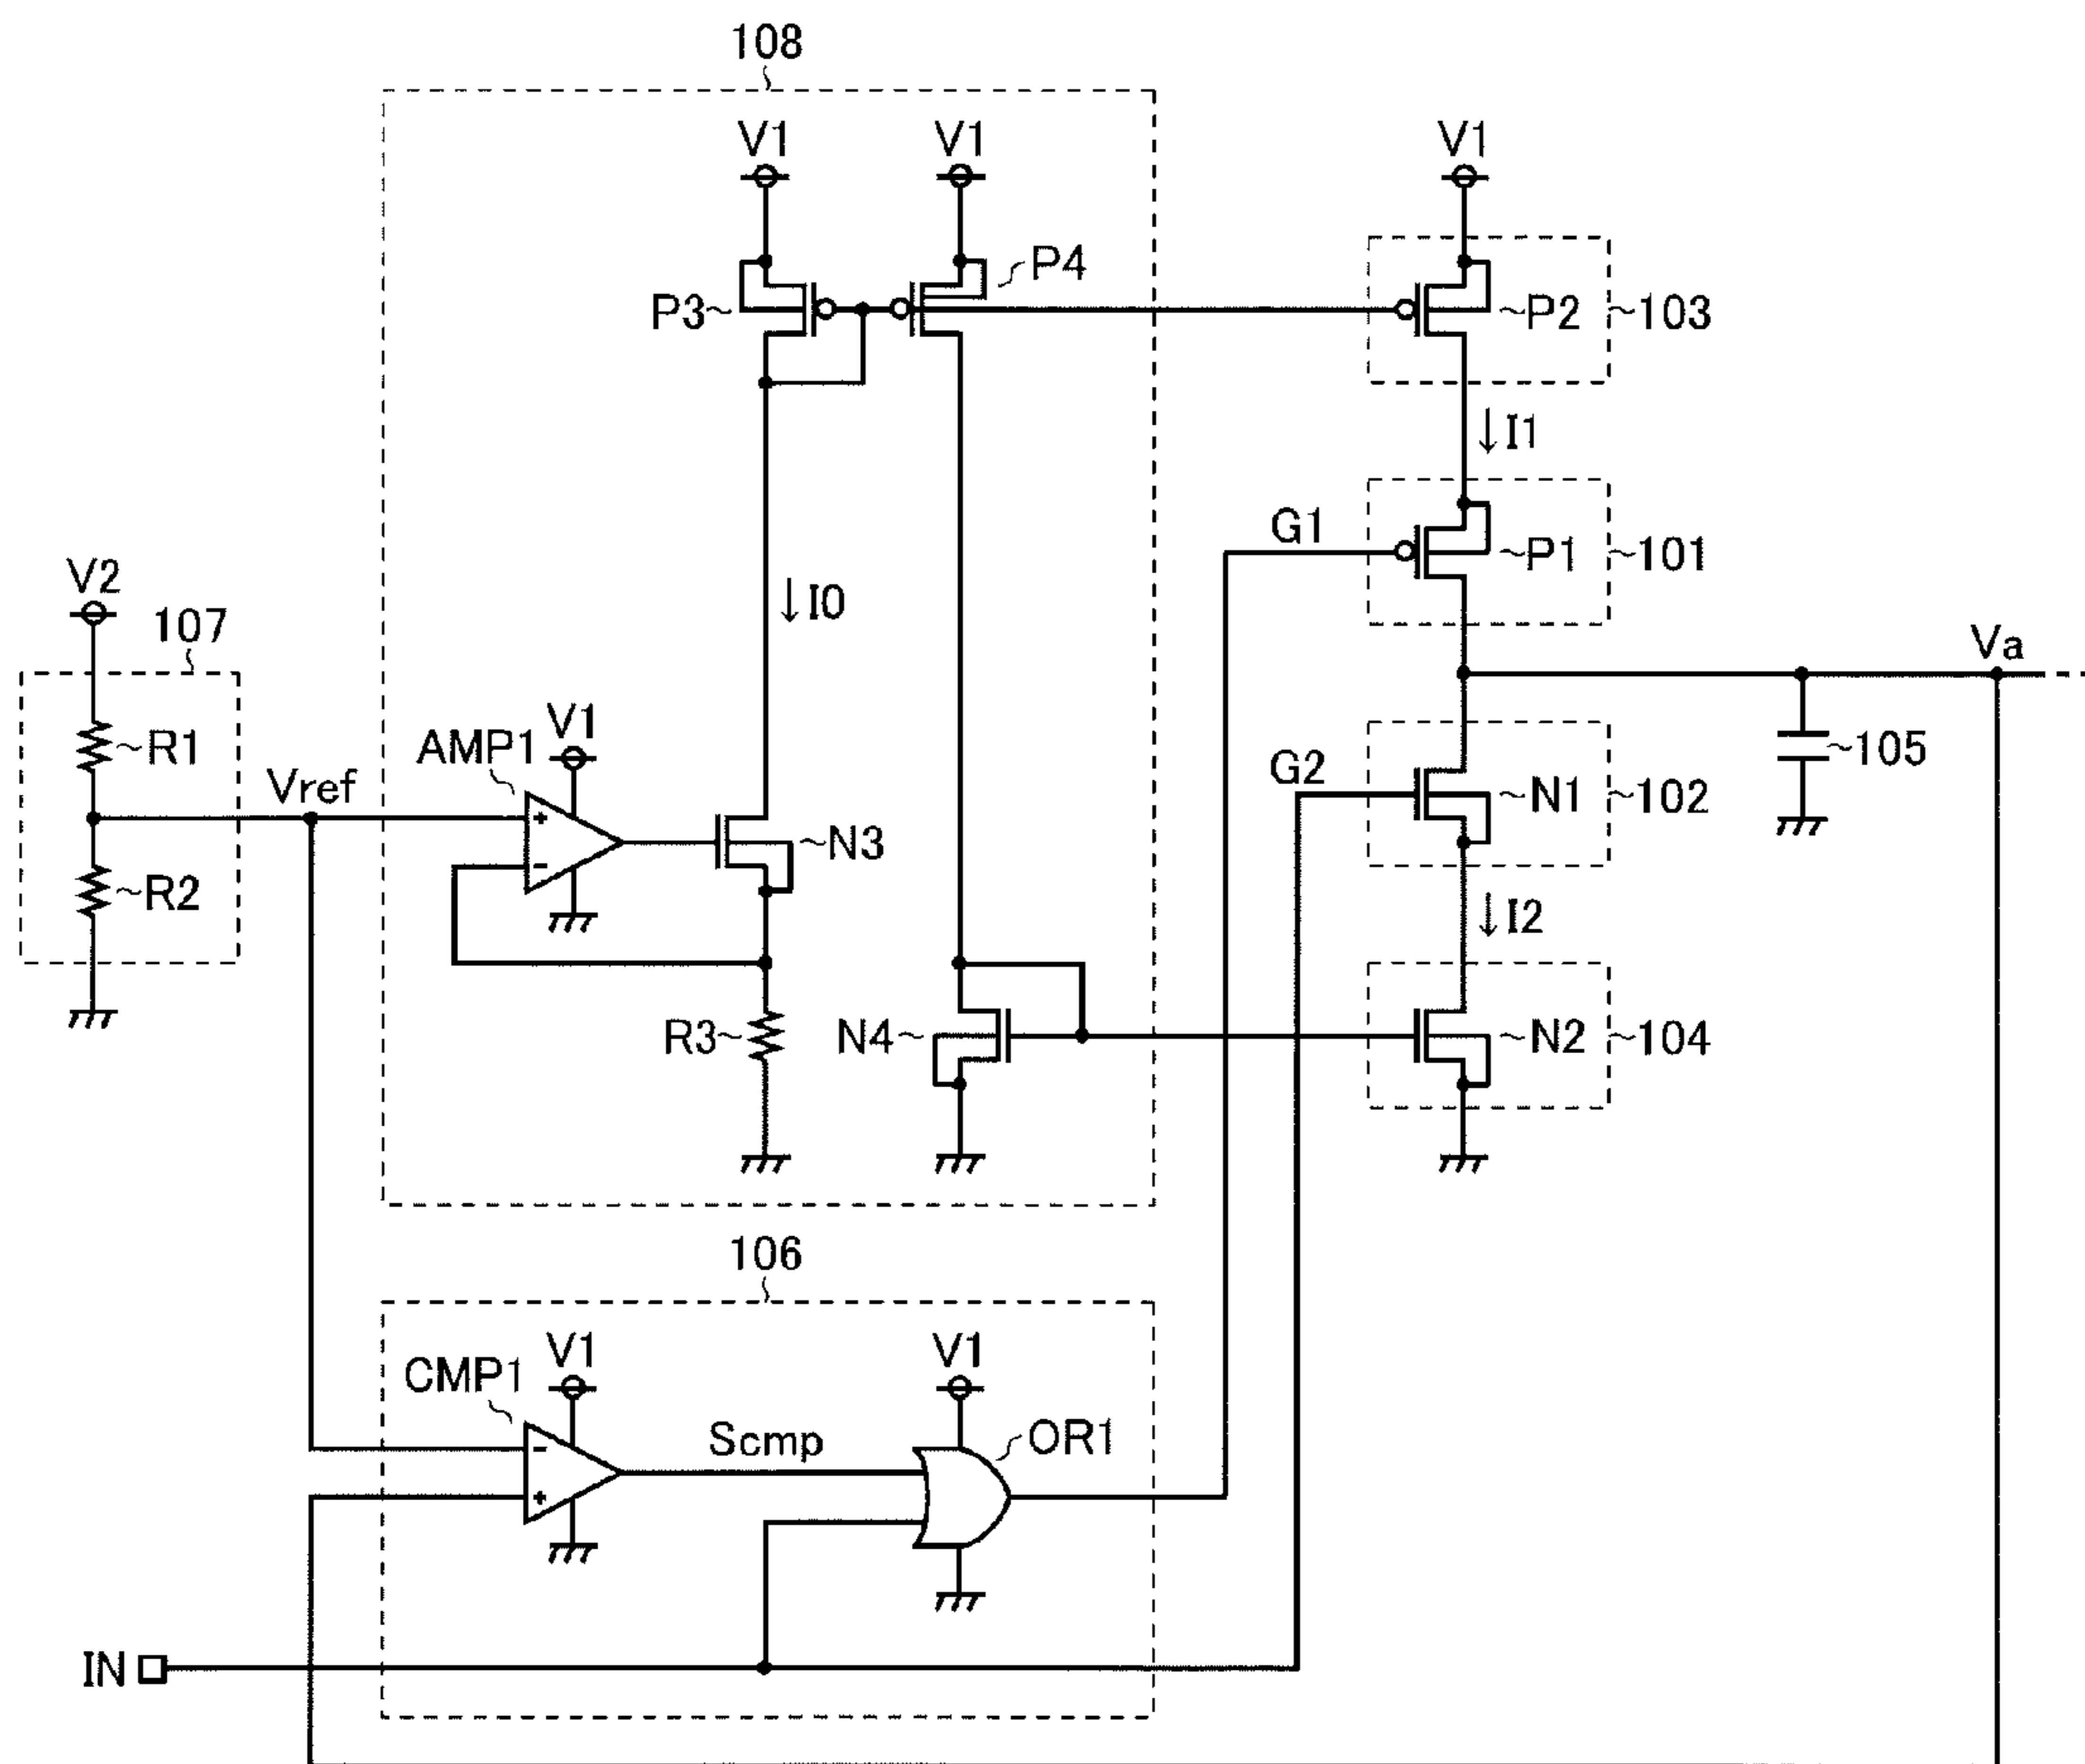 108
V1 V1 V1
P3 P4 P2 103
I1
G1 P1 101
V2
107
I0
Va
R1 Vref AMP1 V1
+
-
N3
G2 N1 102
105
R2
I2
R3 N4 N2 104
106
CMP1 V1 V1
-
+
Scmp OR1
IN